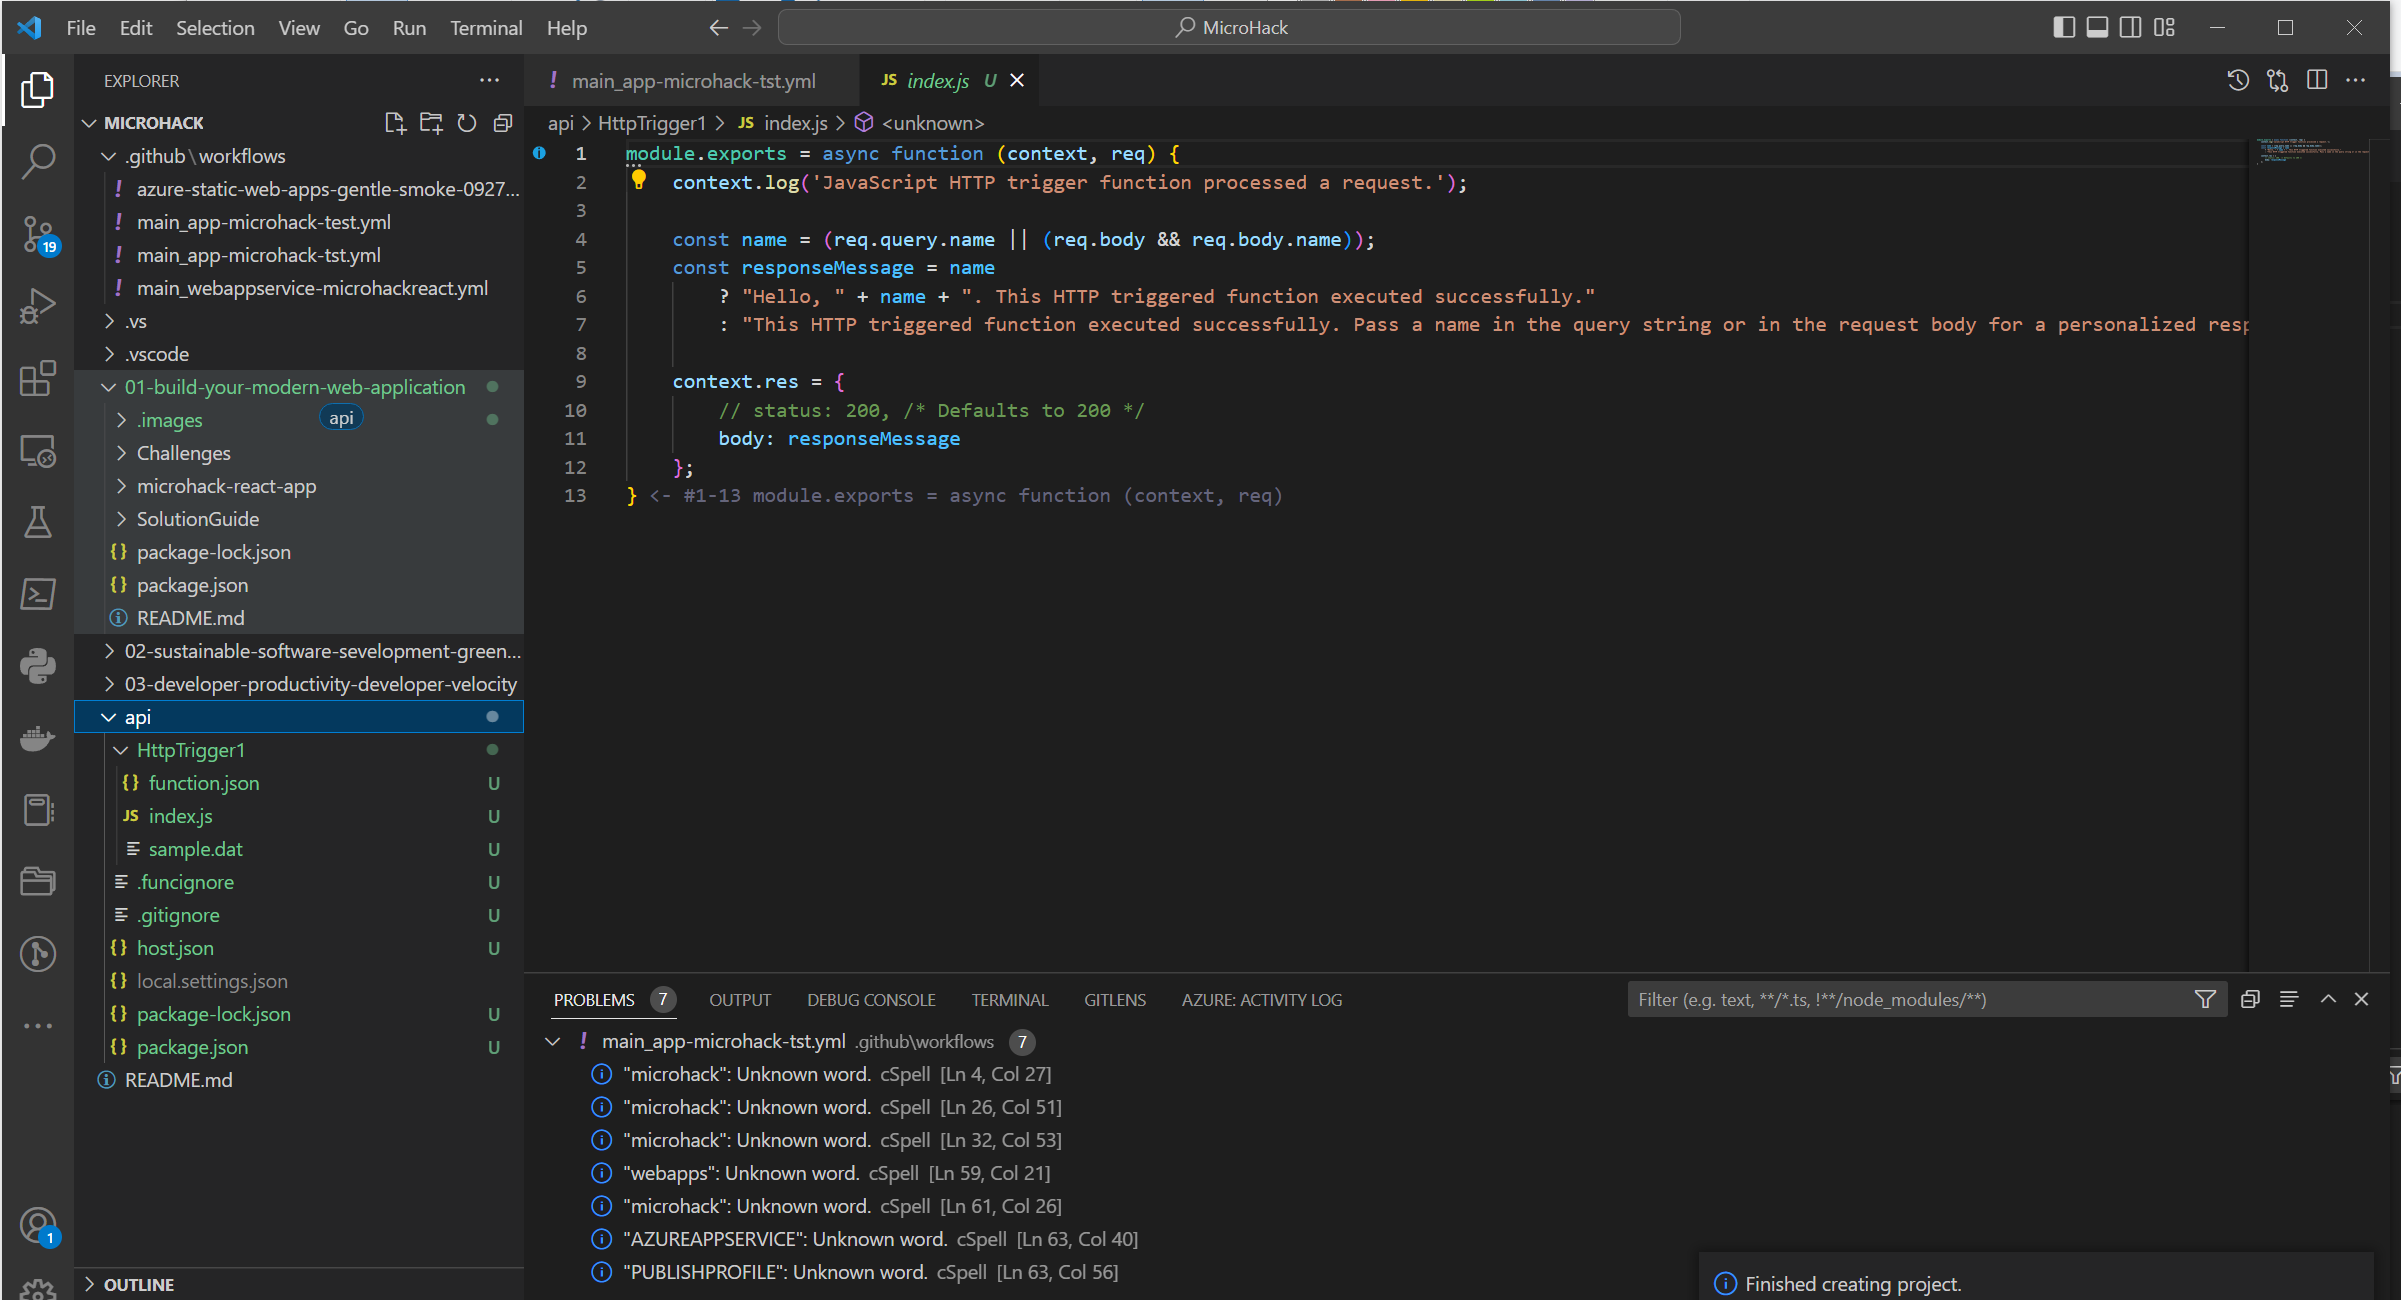 File Edit Selection View Go Run Terminal Help
MicroHack
EXPLORER
MICROHACK
.github\workflows
! azure-static-web-apps-gentle-smoke-0927...
! main_app-microhack-test.yml
! main_app-microhack-tst.yml
! main_webappservice-microhackreact.yml
.vs
.vscode
01-build-your-modern-web-application
.images
api
Challenges
microhack-react-app
SolutionGuide
{} package-lock.json
{} package.json
README.md
02-sustainable-software-sevelopment-green...
03-developer-productivity-developer-velocity
api
HttpTrigger1
{} function.json U
JS index.js U
sample.dat U
.funcignore U
.gitignore U
{} host.json U
{} local.settings.json
{} package-lock.json U
{} package.json U
README.md
OUTLINE
19
1
! main_app-microhack-tst.yml
JS index.js U
api > HttpTrigger1 > JS index.js > <unknown>
1 module.exports = async function (context, req) {
2 context.log('JavaScript HTTP trigger function processed a request.');
3
4 const name = (req.query.name || (req.body && req.body.name));
5 const responseMessage = name
6 ? "Hello, " + name + ". This HTTP triggered function executed successfully."
7 : "This HTTP triggered function executed successfully. Pass a name in the query string or in the request body for a personalized resp
8
9 context.res = {
10 // status: 200, /* Defaults to 200 */
11 body: responseMessage
12 };
13 } <- #1-13 module.exports = async function (context, req)
PROBLEMS 7 OUTPUT DEBUG CONSOLE TERMINAL GITLENS AZURE: ACTIVITY LOG
Filter (e.g. text, **/*.ts, !**/node_modules/**)
! main_app-microhack-tst.yml .github\workflows 7
"microhack": Unknown word. cSpell [Ln 4, Col 27]
"microhack": Unknown word. cSpell [Ln 26, Col 51]
"microhack": Unknown word. cSpell [Ln 32, Col 53]
"webapps": Unknown word. cSpell [Ln 59, Col 21]
"microhack": Unknown word. cSpell [Ln 61, Col 26]
"AZUREAPPSERVICE": Unknown word. cSpell [Ln 63, Col 40]
"PUBLISHPROFILE": Unknown word. cSpell [Ln 63, Col 56]
Finished creating project.